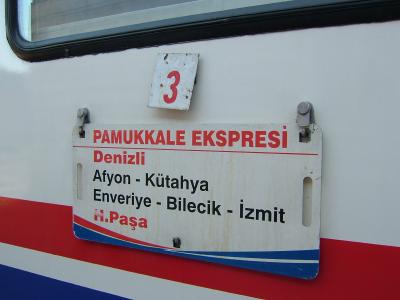 3
PAMUKKALE EKSPRESİ
Denizli
Afyon - Kütahya
Enveriye - Bilecik - İzmit
H.Paşa